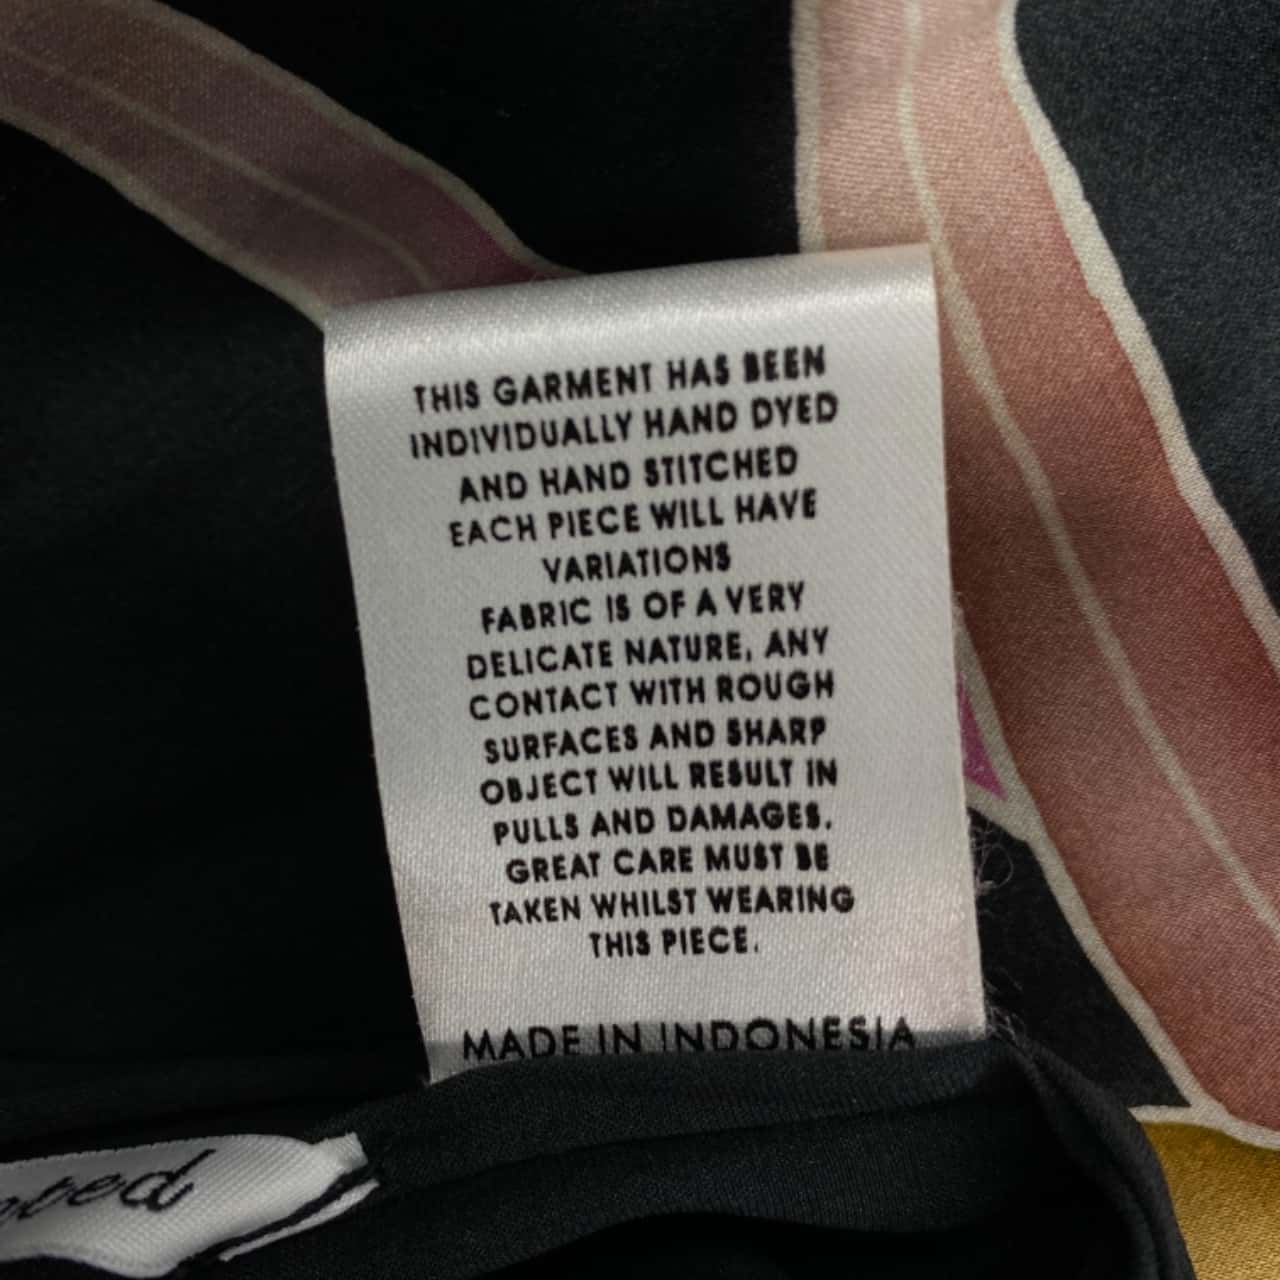 THIS GARMENT HAS BEEN
INDIVIDUALLY HAND DYED
AND HAND STITCHED
EACH PIECE WILL HAVE
VARIATIONS
FABRIC IS OF A VERY
DELICATE NATURE, ANY
CONTACT WITH ROUGH
SURFACES AND SHARP
OBJECT WILL RESULT IN
PULLS AND DAMAGES.
GREAT CARE MUST BE
TAKEN WHILST WEARING
THIS PIECE.
MADE IN INDONESIA